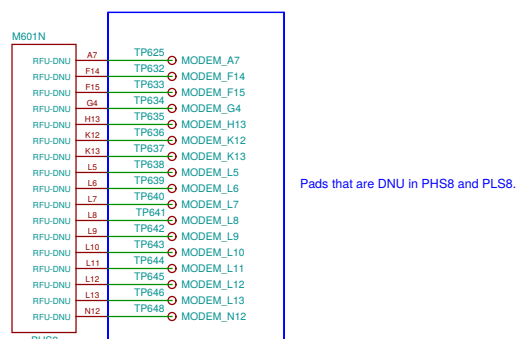 M601N
RFU-DNU A7 TP625 MODEM_A7
RFU-DNU F14 TP632 MODEM_F14
RFU-DNU F15 TP633 MODEM_F15
RFU-DNU G4 TP634 MODEM_G4
RFU-DNU H13 TP635 MODEM_H13
RFU-DNU K12 TP636 MODEM_K12
RFU-DNU K13 TP637 MODEM_K13
RFU-DNU L5 TP638 MODEM_L5
RFU-DNU L6 TP639 MODEM_L6
Pads that are DNU in PHS8 and PLS8.
RFU-DNU L7 TP640 MODEM_L7
RFU-DNU L8 TP641 MODEM_L8
RFU-DNU L9 TP642 MODEM_L9
RFU-DNU L10 TP643 MODEM_L10
RFU-DNU L11 TP644 MODEM_L11
RFU-DNU L12 TP645 MODEM_L12
RFU-DNU L13 TP646 MODEM_L13
RFU-DNU N12 TP648 MODEM_N12
PHS8